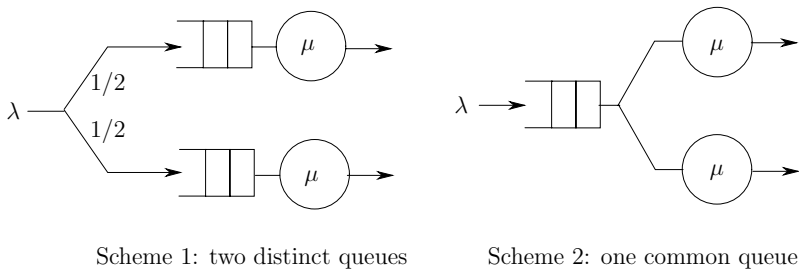 μ
μ
1/2
λ
λ
1/2
μ
μ
Scheme 1: two distinct queues
Scheme 2: one common queue